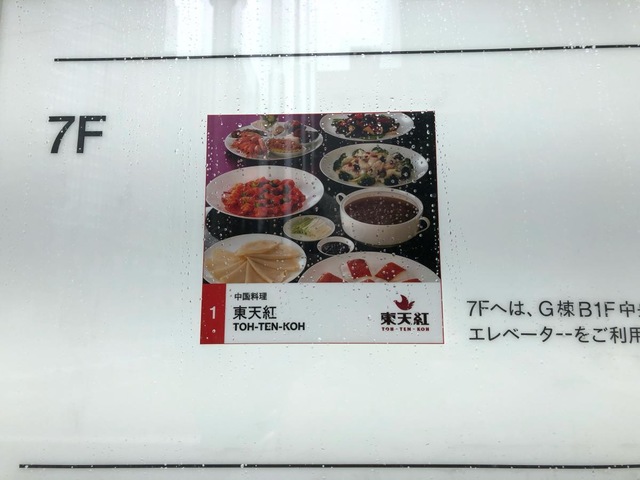 7F
中国料理
1
東天紅
TOH-TEN-KOH
東天紅
TOH-TEN-KOH
7Fへは、G棟B1F中
エレベーターをご利用